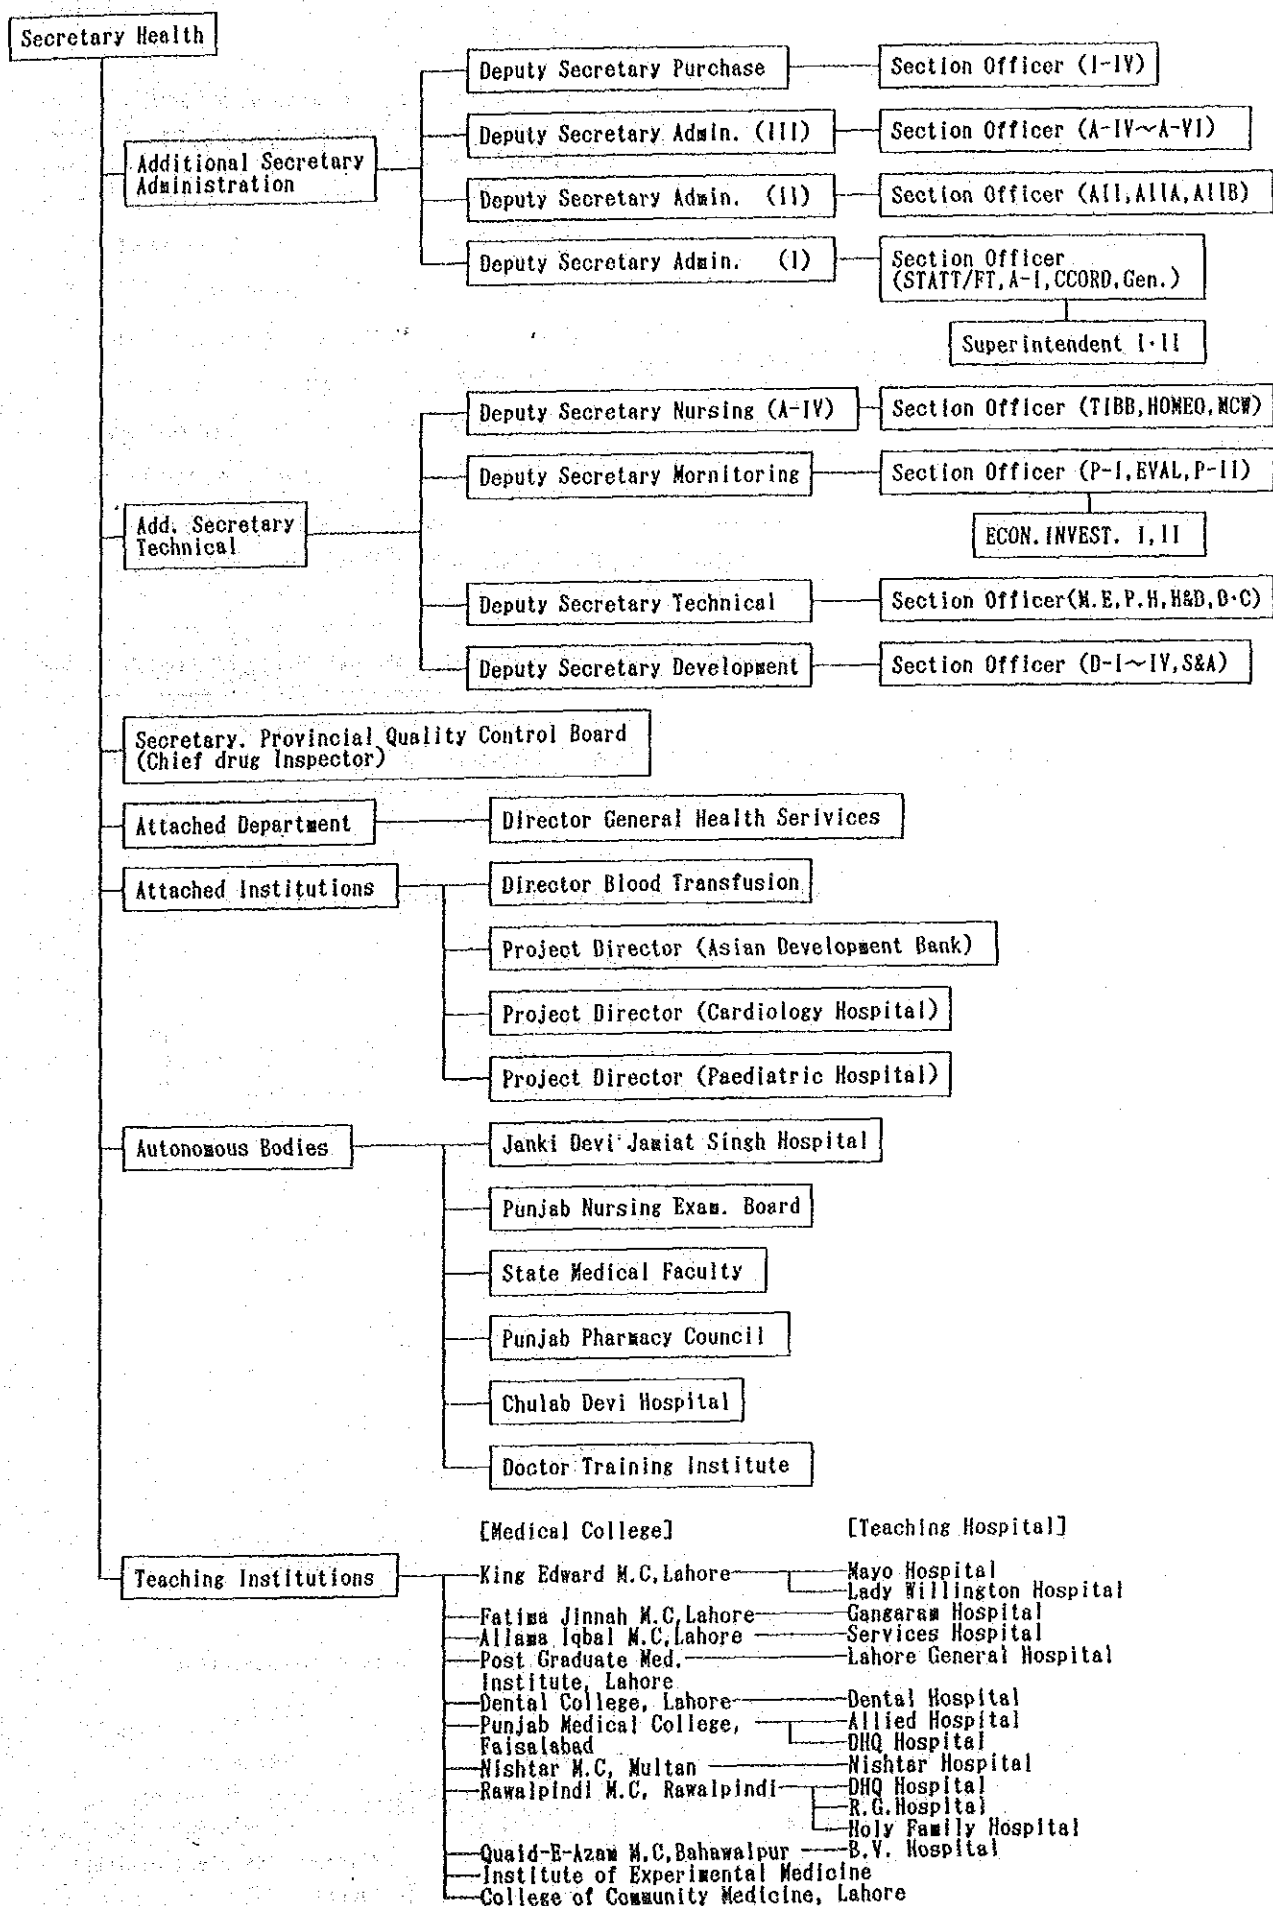 Secretary Health
Additional Secretary
Administration
Deputy Secretary Purchase
Section Officer (I-IV)
Deputy Secretary Admin. (III)
Section Officer (A-IV~A-VI)
Deputy Secretary Admin. (II)
Section Officer (AII,AIIA,AIIB)
Deputy Secretary Admin. (I)
Section Officer
(STATT/FT,A-I,CCORD,Gen.)
Superintendent I·II
Add. Secretary
Technical
Deputy Secretary Nursing (A-IV)
Section Officer (TIBB,HOMEO,MCW)
Deputy Secretary Mornitoring
Section Officer (P-I,EVAL,P-II)
ECON.INVEST. I,II
Deputy Secretary Technical
Section Officer(M.E,P.H,H&D,D·C)
Deputy Secretary Development
Section Officer (D-I~IV,S&A)
Secretary. Provincial Quality Control Board
(Chief drug Inspector)
Attached Department
Director General Health Serivices
Attached Institutions
Director Blood Transfusion
Project Director (Asian Development Bank)
Project Director (Cardiology Hospital)
Project Director (Paediatric Hospital)
Autonomous Bodies
Janki Devi Jamiat Singh Hospital
Punjab Nursing Exam. Board
State Medical Faculty
Punjab Pharmacy Council
Chulab Devi Hospital
Doctor Training Institute
[Medical College]
[Teaching Hospital]
Teaching Institutions
King Edward M.C,Lahore
Mayo Hospital
Lady Willington Hospital
Fatima Jinnah M.C,Lahore
Gangaram Hospital
Allama Iqbal M.C,Lahore
Services Hospital
Post Graduate Med.
Institute, Lahore
Lahore General Hospital
Dental College, Lahore
Dental Hospital
Punjab Medical College,
Faisalabad
Allied Hospital
DHQ Hospital
Nishtar M.C, Multan
Nishtar Hospital
Rawalpindi M.C, Rawalpindi
DHQ Hospital
R.G.Hospital
Holy Family Hospital
Quaid-E-Azam M.C,Bahawalpur
B.V. Hospital
Institute of Experimental Medicine
College of Community Medicine, Lahore